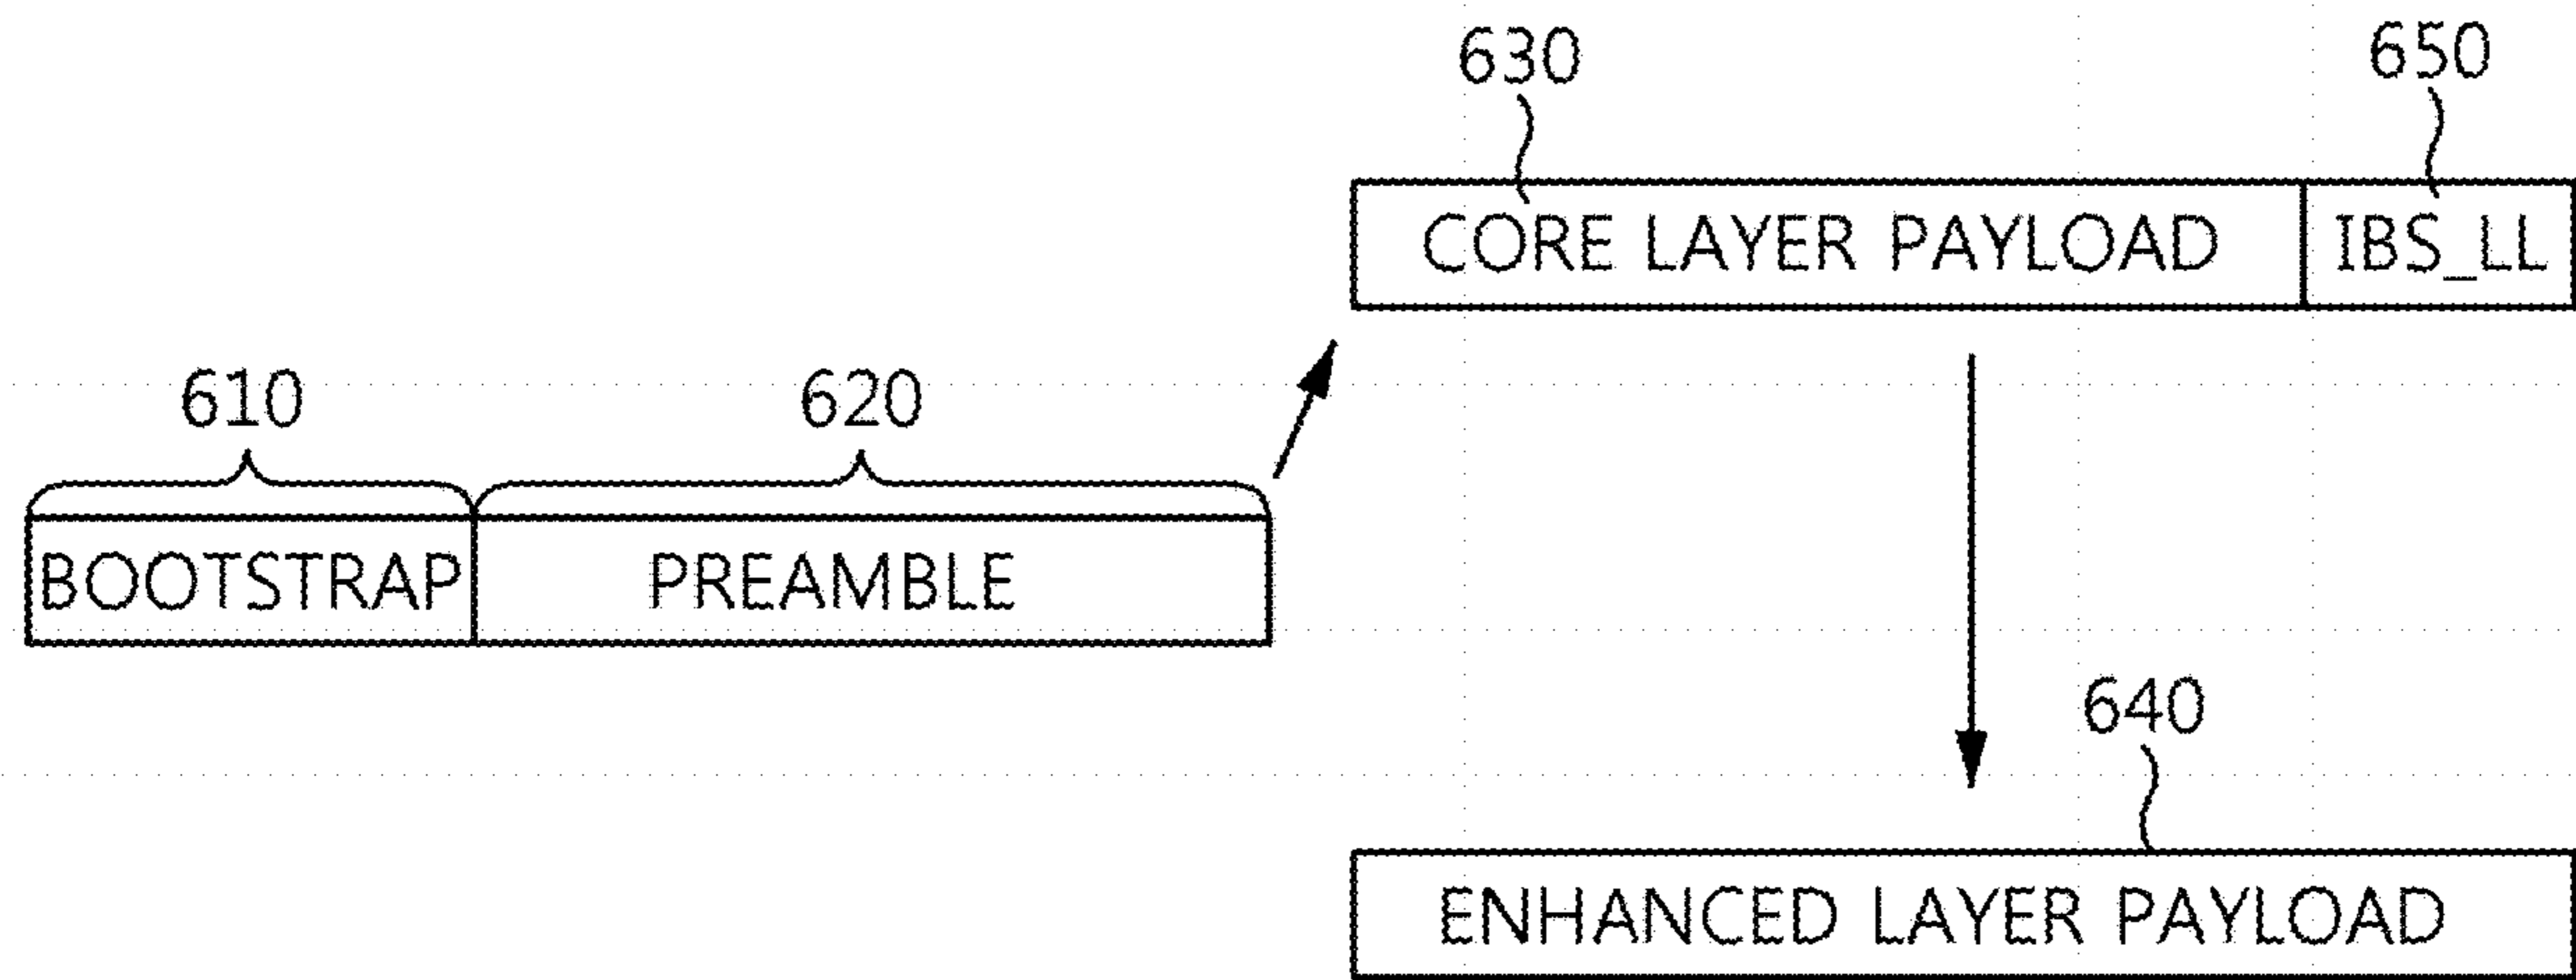 630 650
CORE LAYER PAYLOAD IBS_LL
610 620
BOOTSTRAP PREAMBLE
640
ENHANCED LAYER PAYLOAD